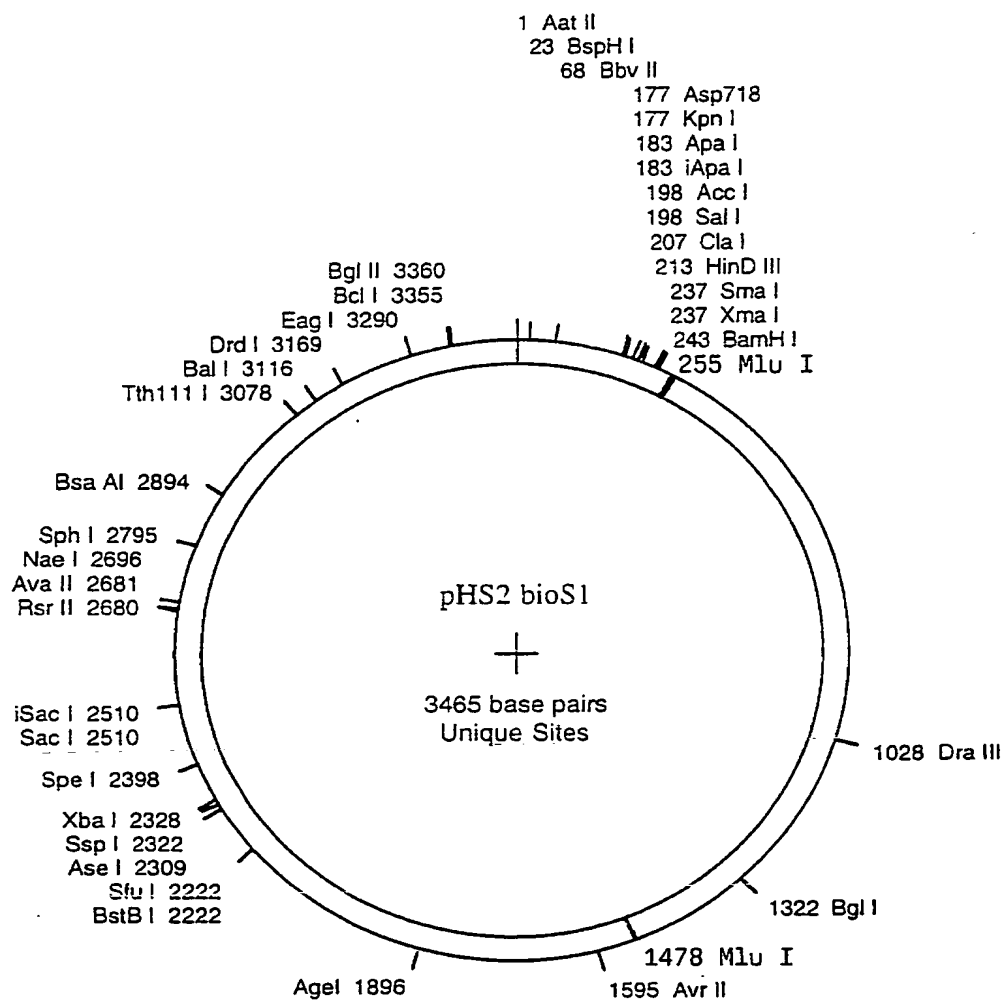 1 Aat II
23 BspH I
68 Bbv II
177 Asp718
177 Kpn I
183 Apa I
183 iApa I
198 Acc I
198 Sal I
207 Cla I
213 HinD III
237 Sma I
237 Xma I
243 BamH I
255 Mlu I
Bgl II 3360
Bcl I 3355
Eag I 3290
Drd I 3169
Bal I 3116
Tth111 I 3078
Bsa AI 2894
Sph I 2795
Nae I 2696
Ava II 2681
Rsr II 2680
iSac I 2510
Sac I 2510
Spe I 2398
Xba I 2328
Ssp I 2322
Ase I 2309
Sfu I 2222
BstB I 2222
AgeI 1896
pHS2 bioS1
3465 base pairs
Unique Sites
1028 Dra III
1322 Bgl I
1478 Mlu I
1595 Avr II